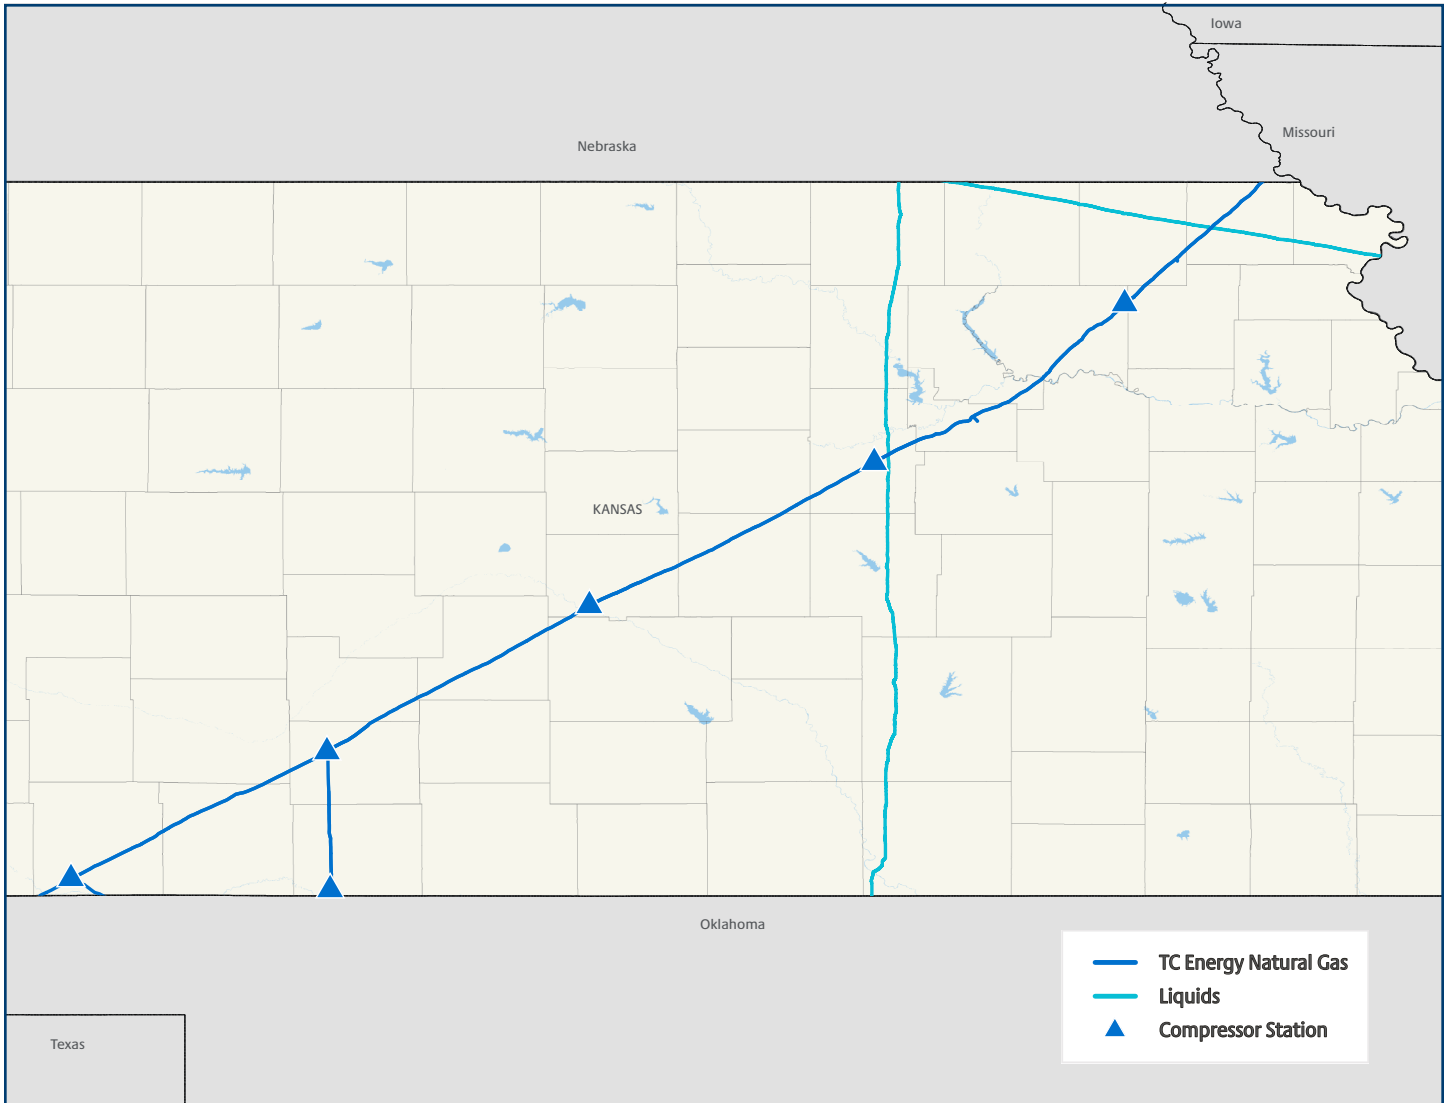 Iowa
Missouri
Nebraska
KANSAS
Oklahoma
TC Energy Natural Gas
Liquids
Compressor Station
Texas